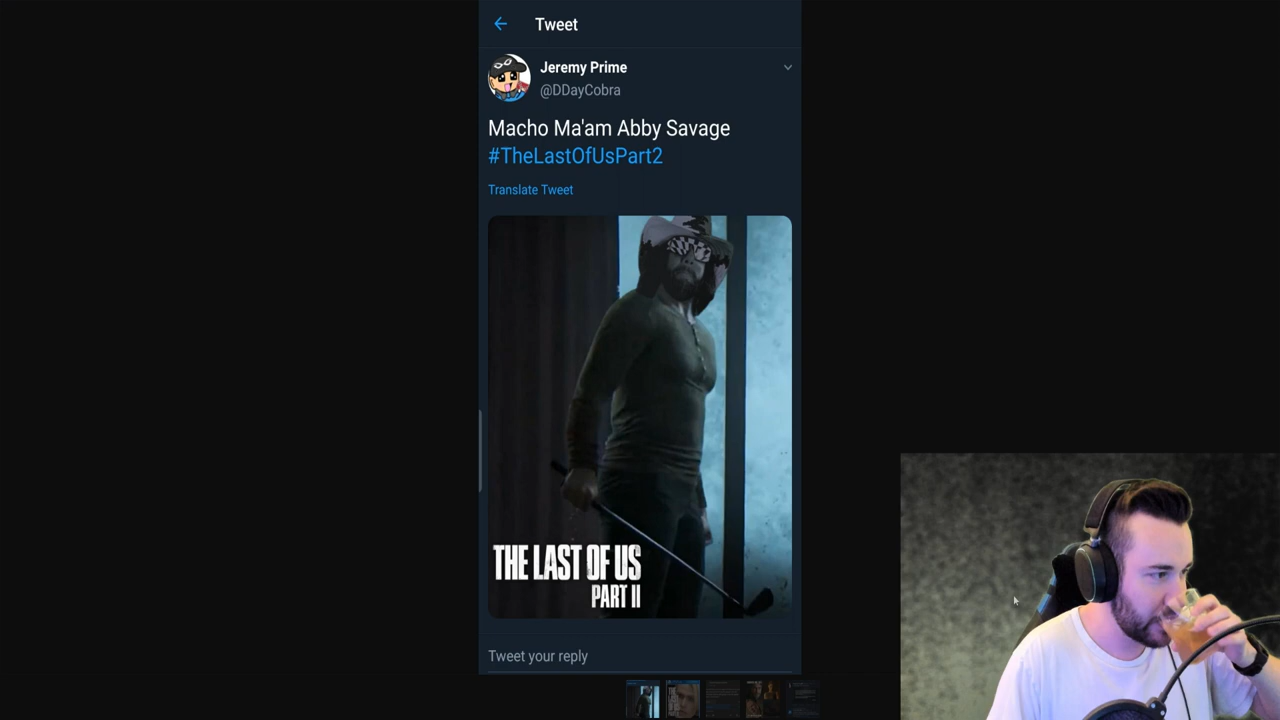 Tweet
Jeremy Prime
@DDayCobra
Macho Ma'am Abby Savage
#TheLastOfUsPart2
Translate Tweet
THE LAST OF US
PART II
Tweet your reply